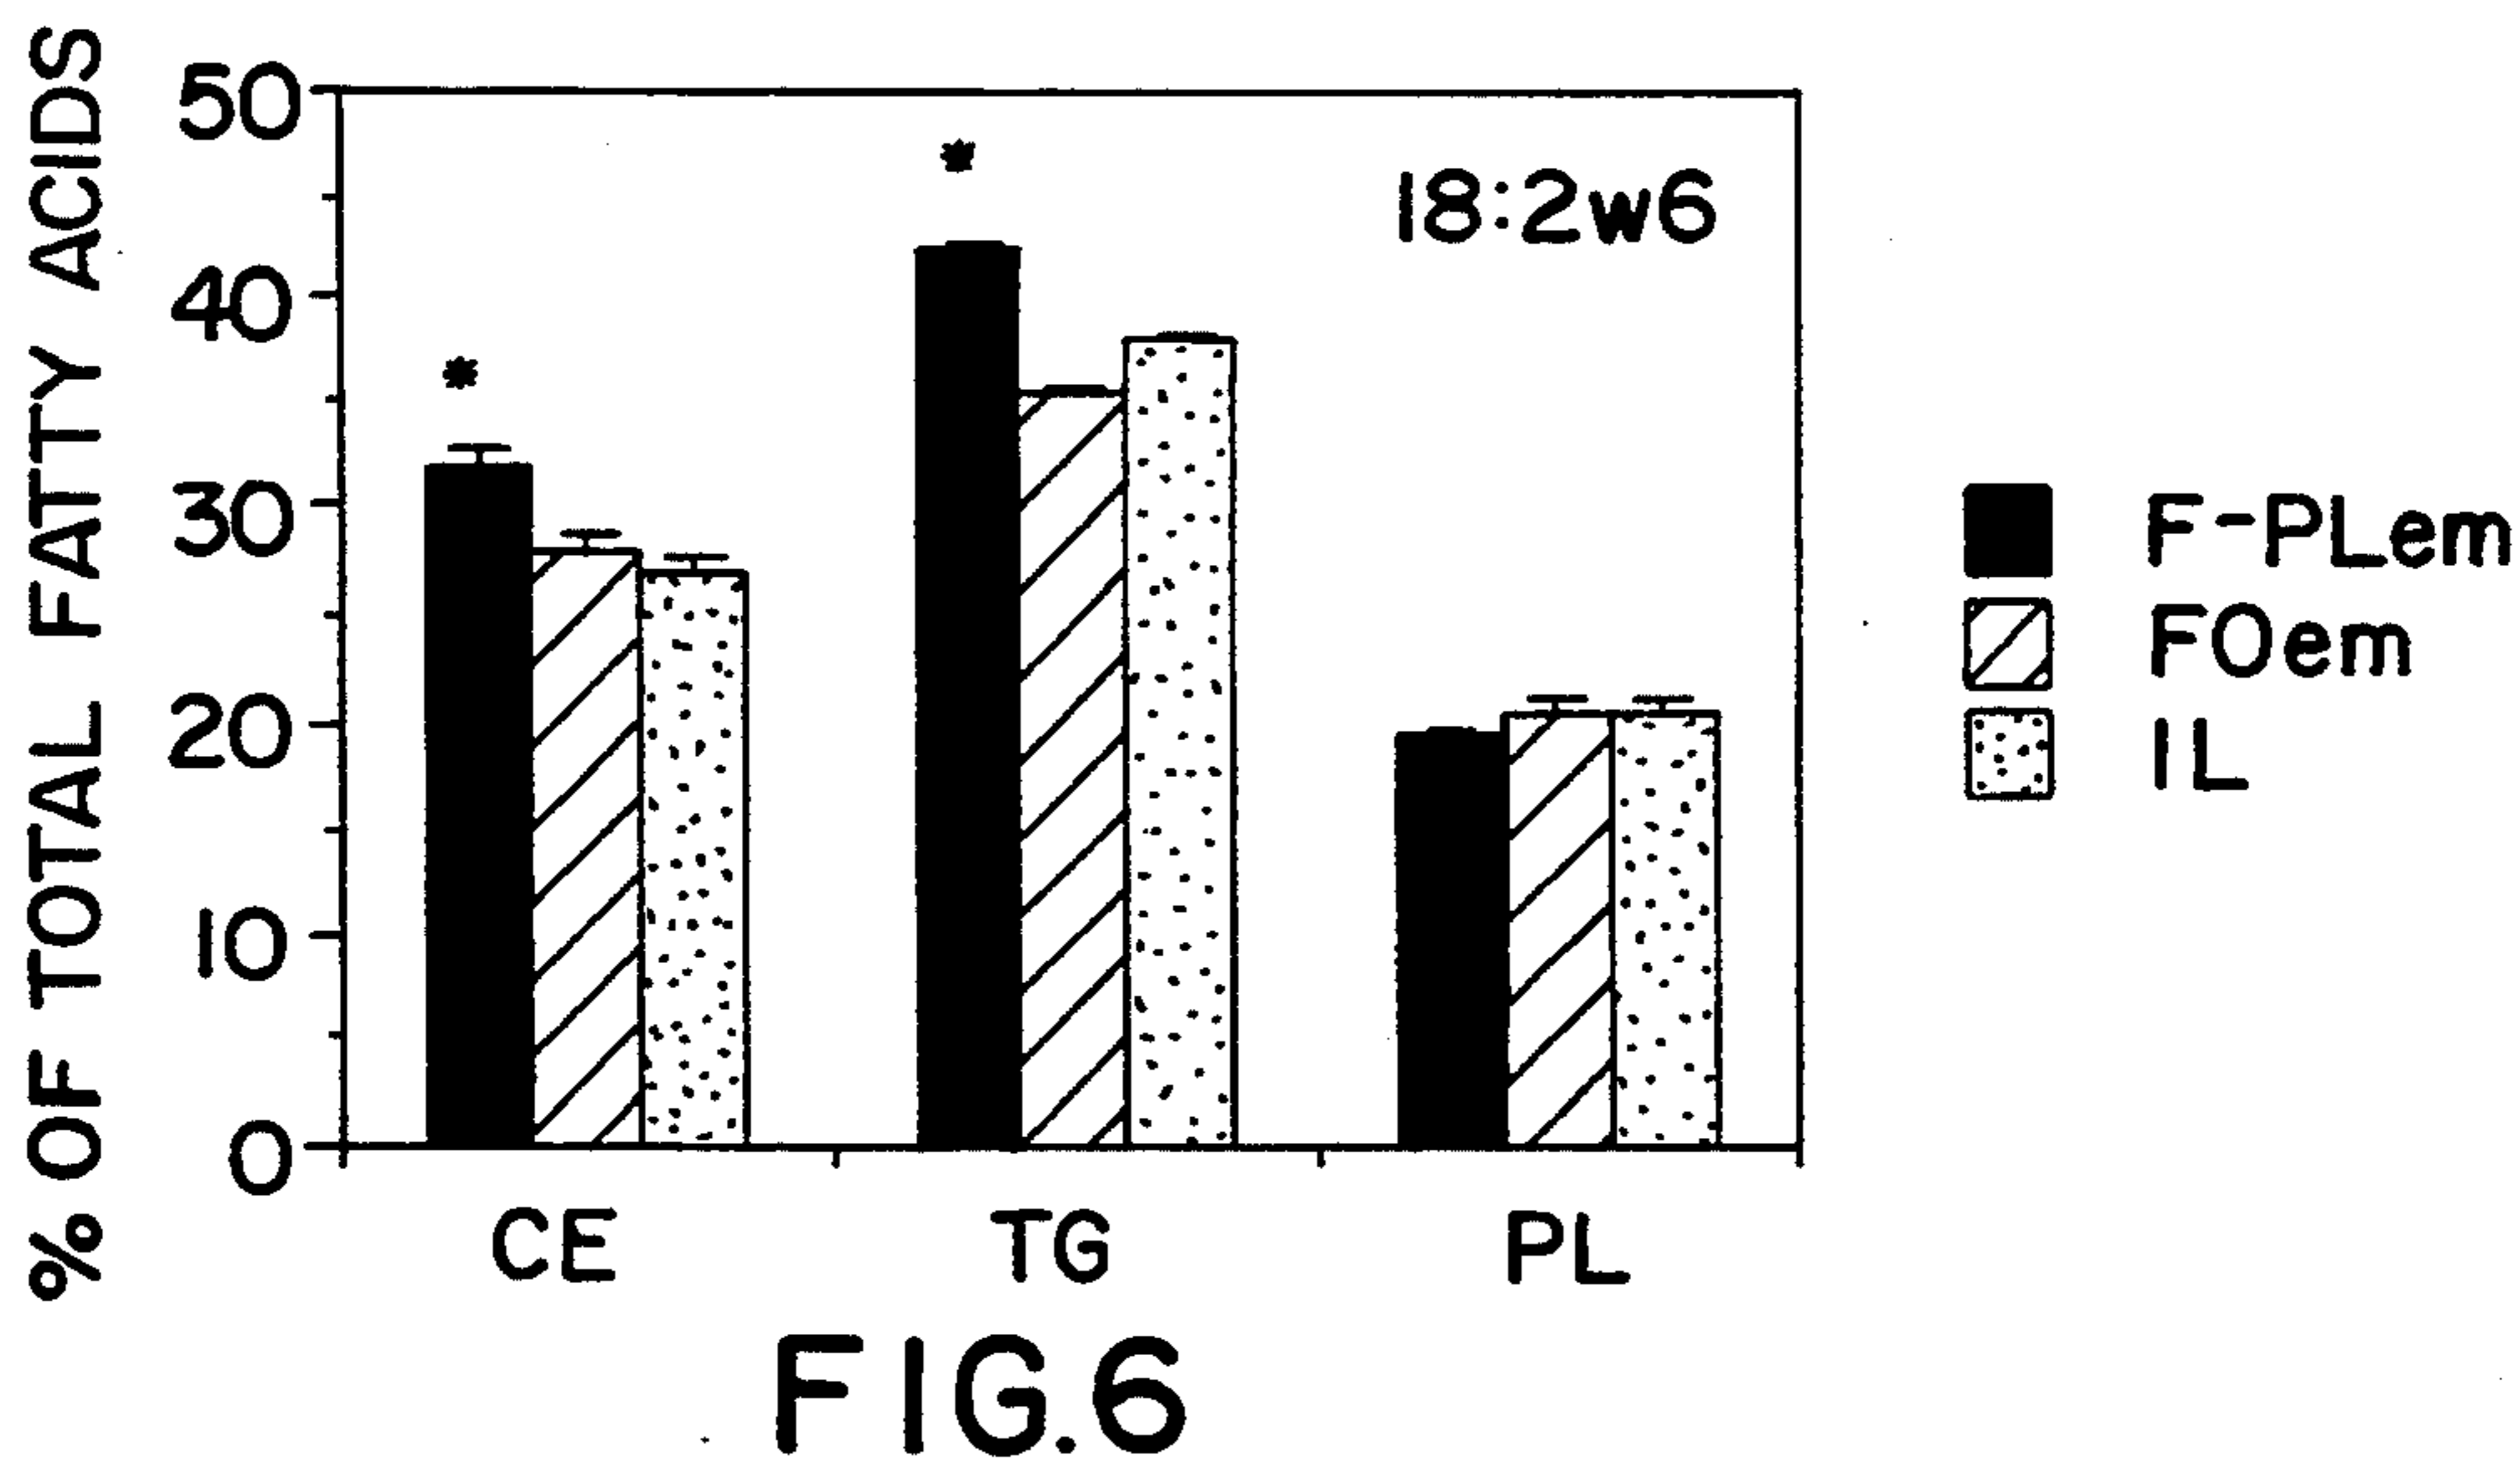 % OF TOTAL FATTY ACIDS
50
40
30
20
10
0
*
*
18:2w6
CE
TG
PL
F-PLem
FOem
IL
FIG.6